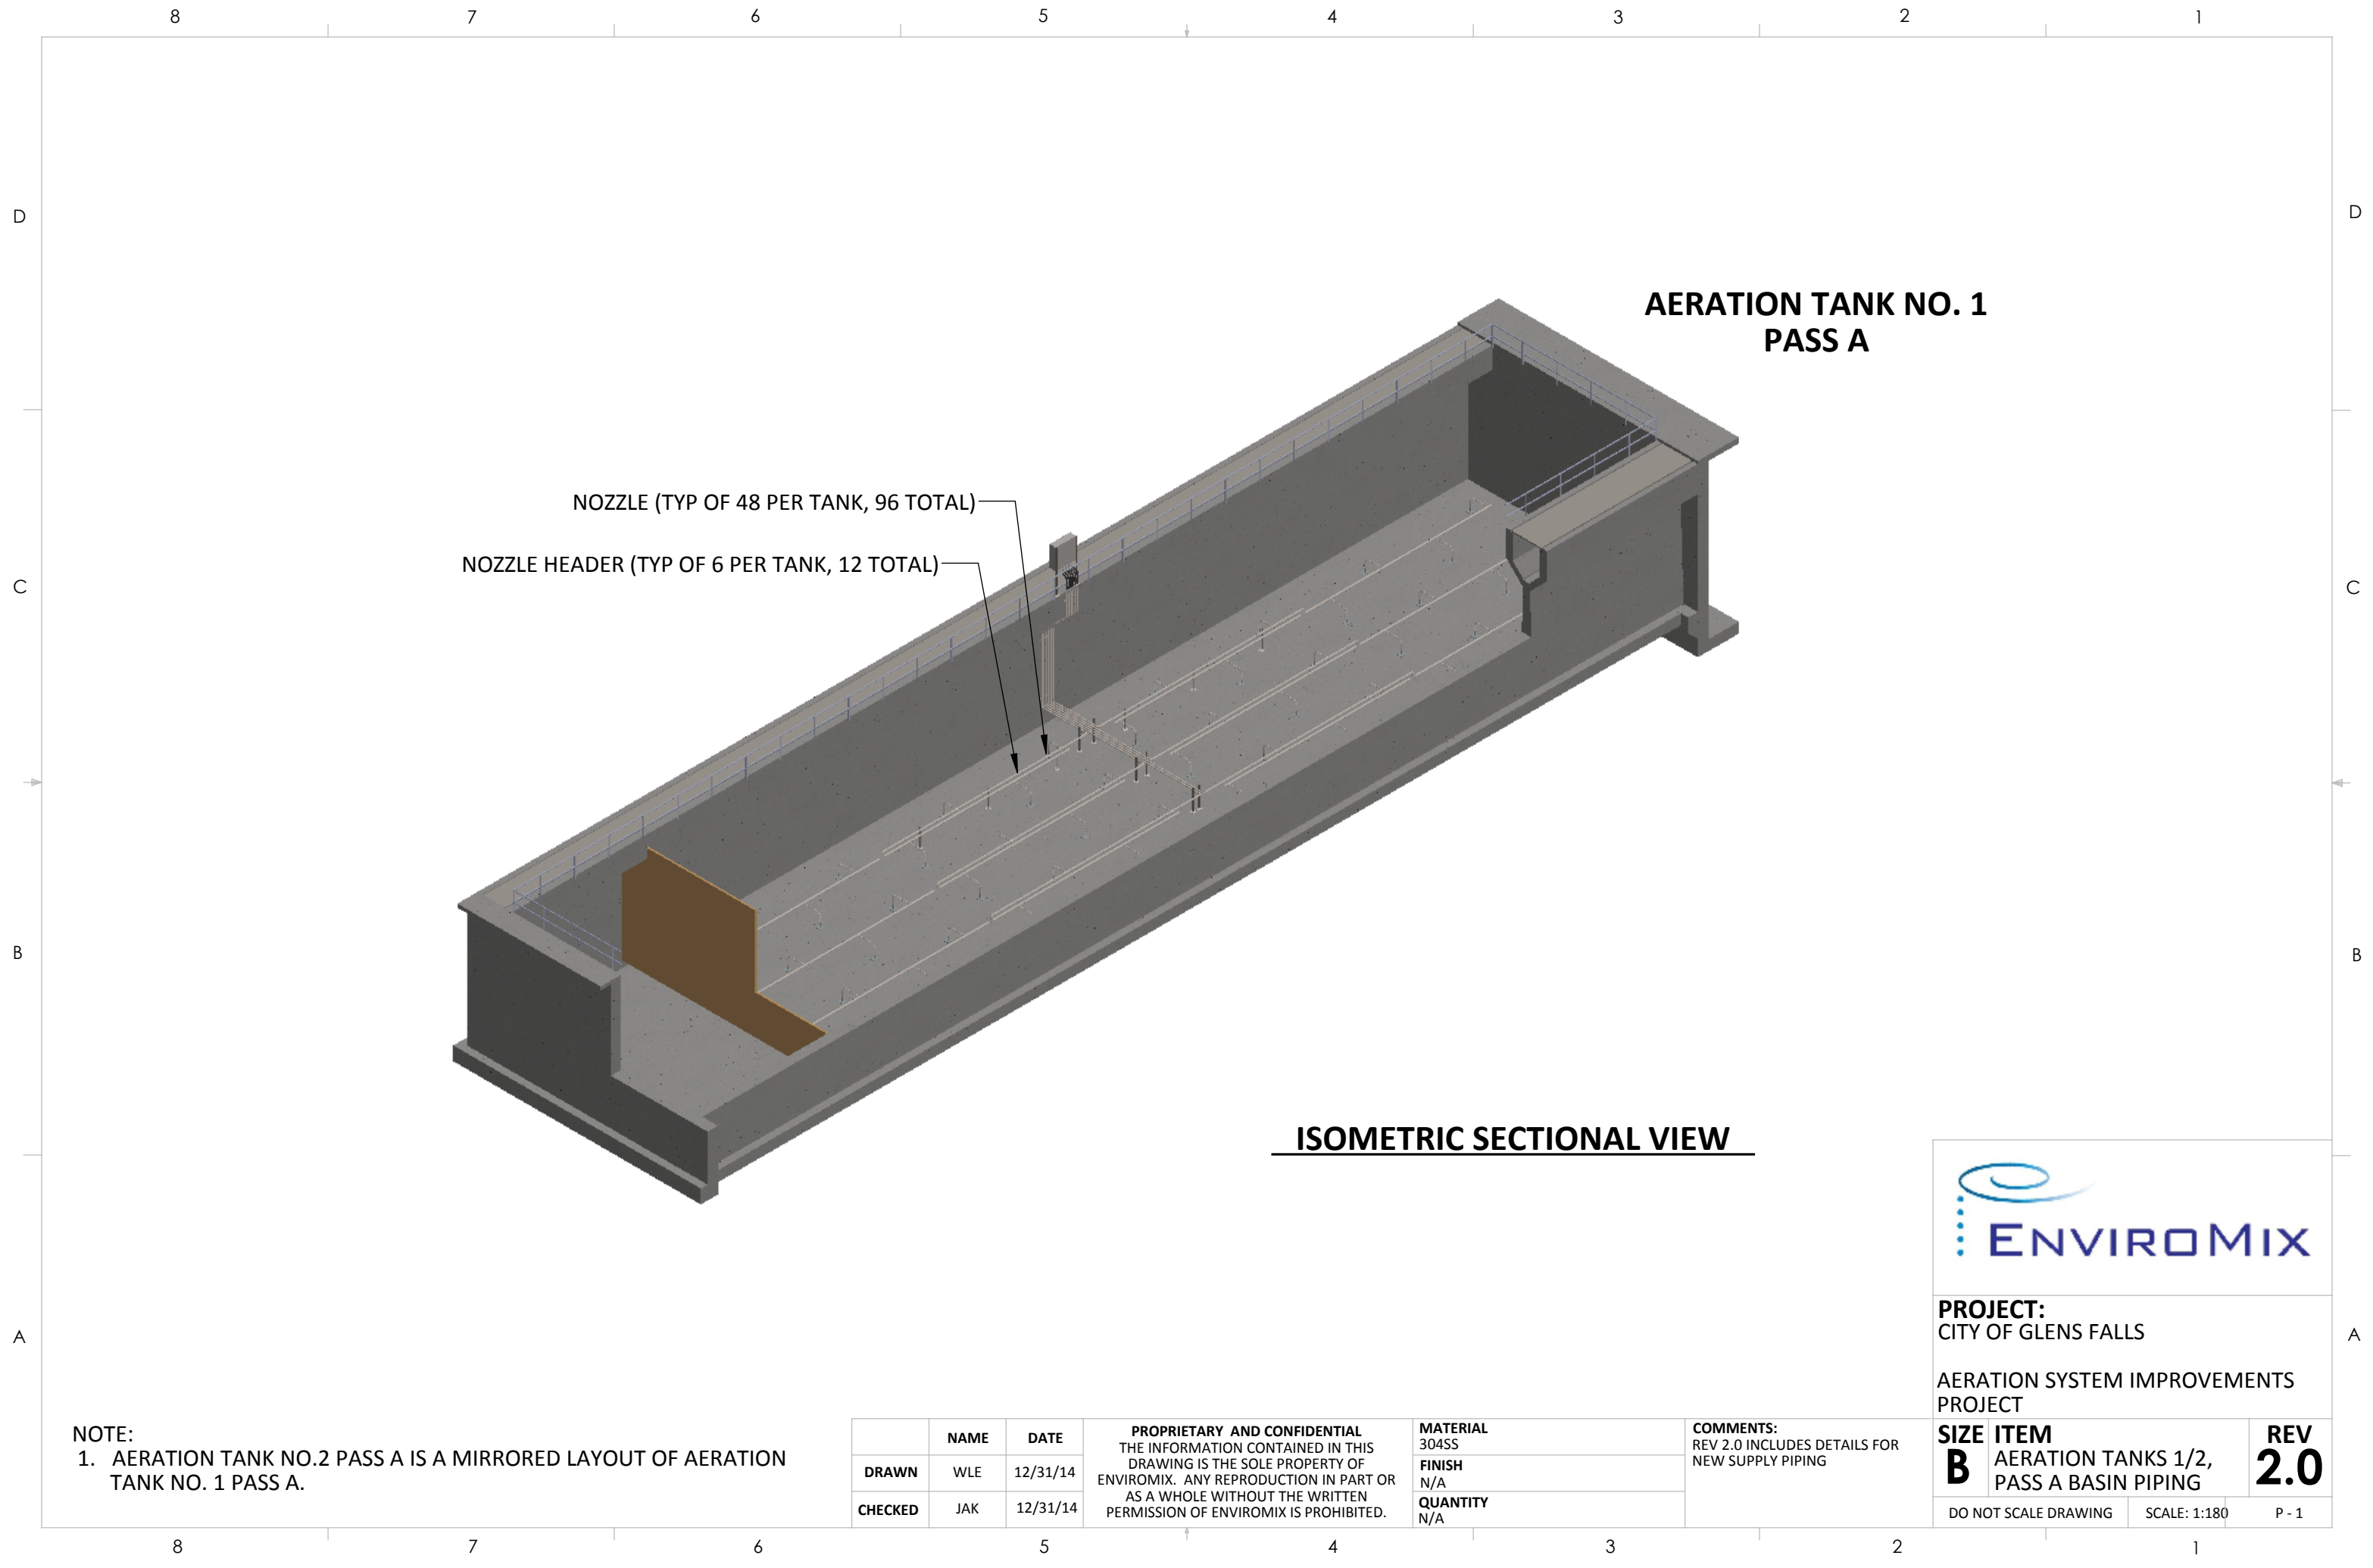 8 7 6 5 4 3 2 1
D D
AERATION TANK NO. 1
PASS A
NOZZLE (TYP OF 48 PER TANK, 96 TOTAL)
NOZZLE HEADER (TYP OF 6 PER TANK, 12 TOTAL)
C C
B B
ISOMETRIC SECTIONAL VIEW
ENVIROMIX
A A
PROJECT:
CITY OF GLENS FALLS
AERATION SYSTEM IMPROVEMENTS
PROJECT
NOTE:
1. AERATION TANK NO.2 PASS A IS A MIRRORED LAYOUT OF AERATION
TANK NO. 1 PASS A.
NAME DATE
DRAWN WLE 12/31/14
CHECKED JAK 12/31/14
PROPRIETARY AND CONFIDENTIAL
THE INFORMATION CONTAINED IN THIS
DRAWING IS THE SOLE PROPERTY OF
ENVIROMIX. ANY REPRODUCTION IN PART OR
AS A WHOLE WITHOUT THE WRITTEN
PERMISSION OF ENVIROMIX IS PROHIBITED.
MATERIAL
304SS
FINISH
N/A
QUANTITY
N/A
COMMENTS:
REV 2.0 INCLUDES DETAILS FOR
NEW SUPPLY PIPING
SIZE
B
ITEM
AERATION TANKS 1/2,
PASS A BASIN PIPING
REV
2.0
DO NOT SCALE DRAWING SCALE: 1:180 P - 1
8 7 6 5 4 3 2 1